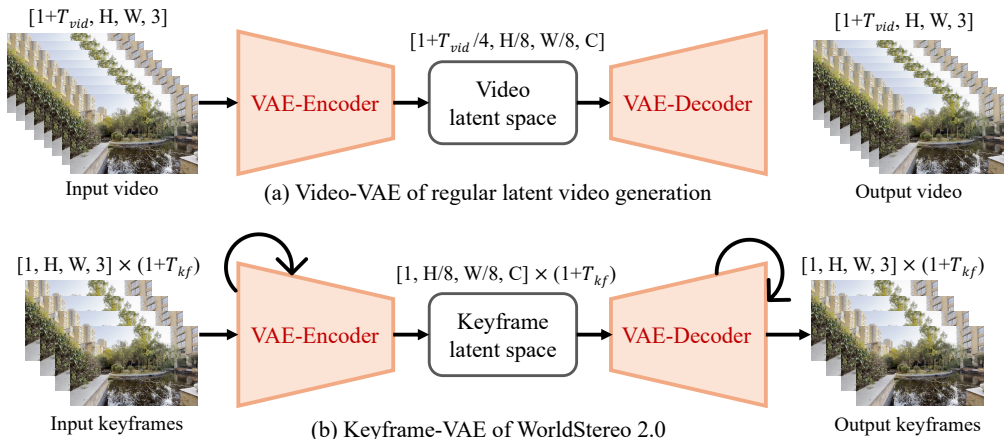 [1+T_vid, H, W, 3]
[1+T_vid/4, H/8, W/8, C]
[1+T_vid, H, W, 3]
VAE-Encoder
Video
latent space
VAE-Decoder
Input video
Output video
(a) Video-VAE of regular latent video generation
[1, H, W, 3] × (1+T_kf)
[1, H/8, W/8, C] × (1+T_kf)
[1, H, W, 3] × (1+T_kf)
VAE-Encoder
Keyframe
latent space
VAE-Decoder
Input keyframes
Output keyframes
(b) Keyframe-VAE of WorldStereo 2.0